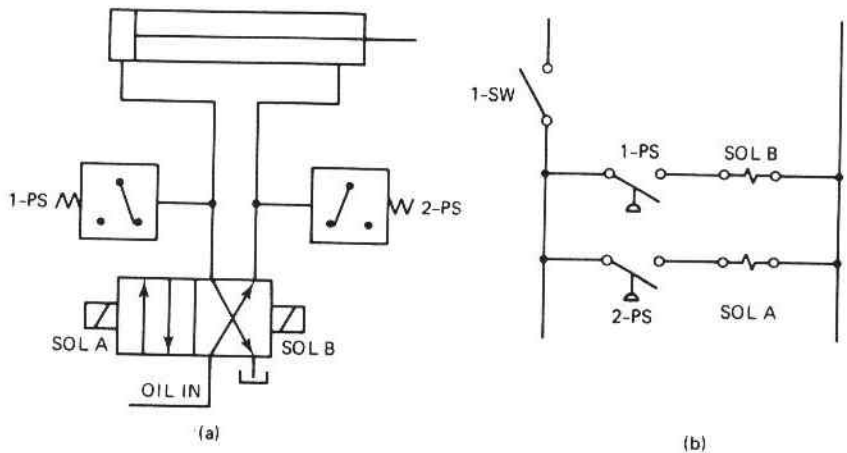 1-PS
2-PS
SOL A
SOL B
OIL IN
(a)
1-SW
1-PS
SOL B
2-PS
SOL A
(b)